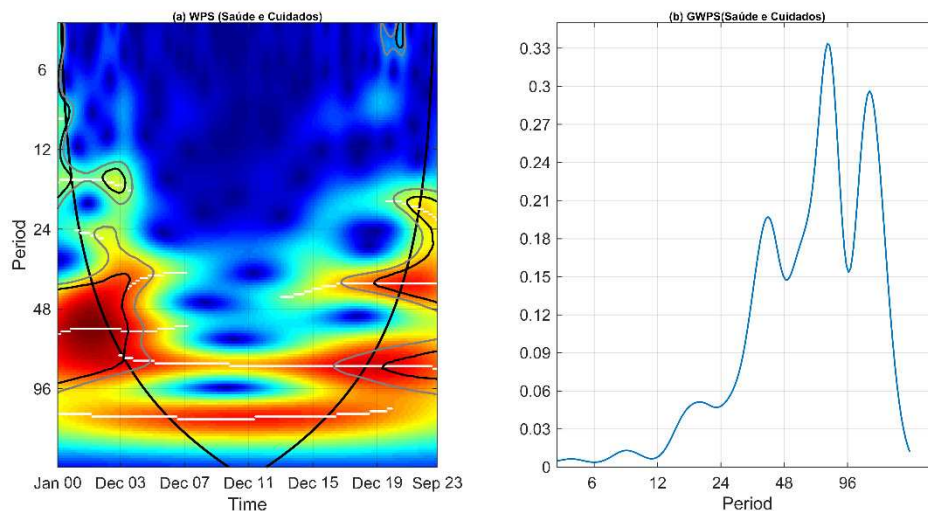 (a) WPS (Saúde e Cuidados)
6
12
24
48
96
Period
Jan 00 Dec 03 Dec 07 Dec 11 Dec 15 Dec 19 Sep 23
Time
(b) GWPS(Saúde e Cuidados)
0.33
0.3
0.27
0.24
0.21
0.18
0.15
0.12
0.09
0.06
0.03
0
6 12 24 48 96
Period